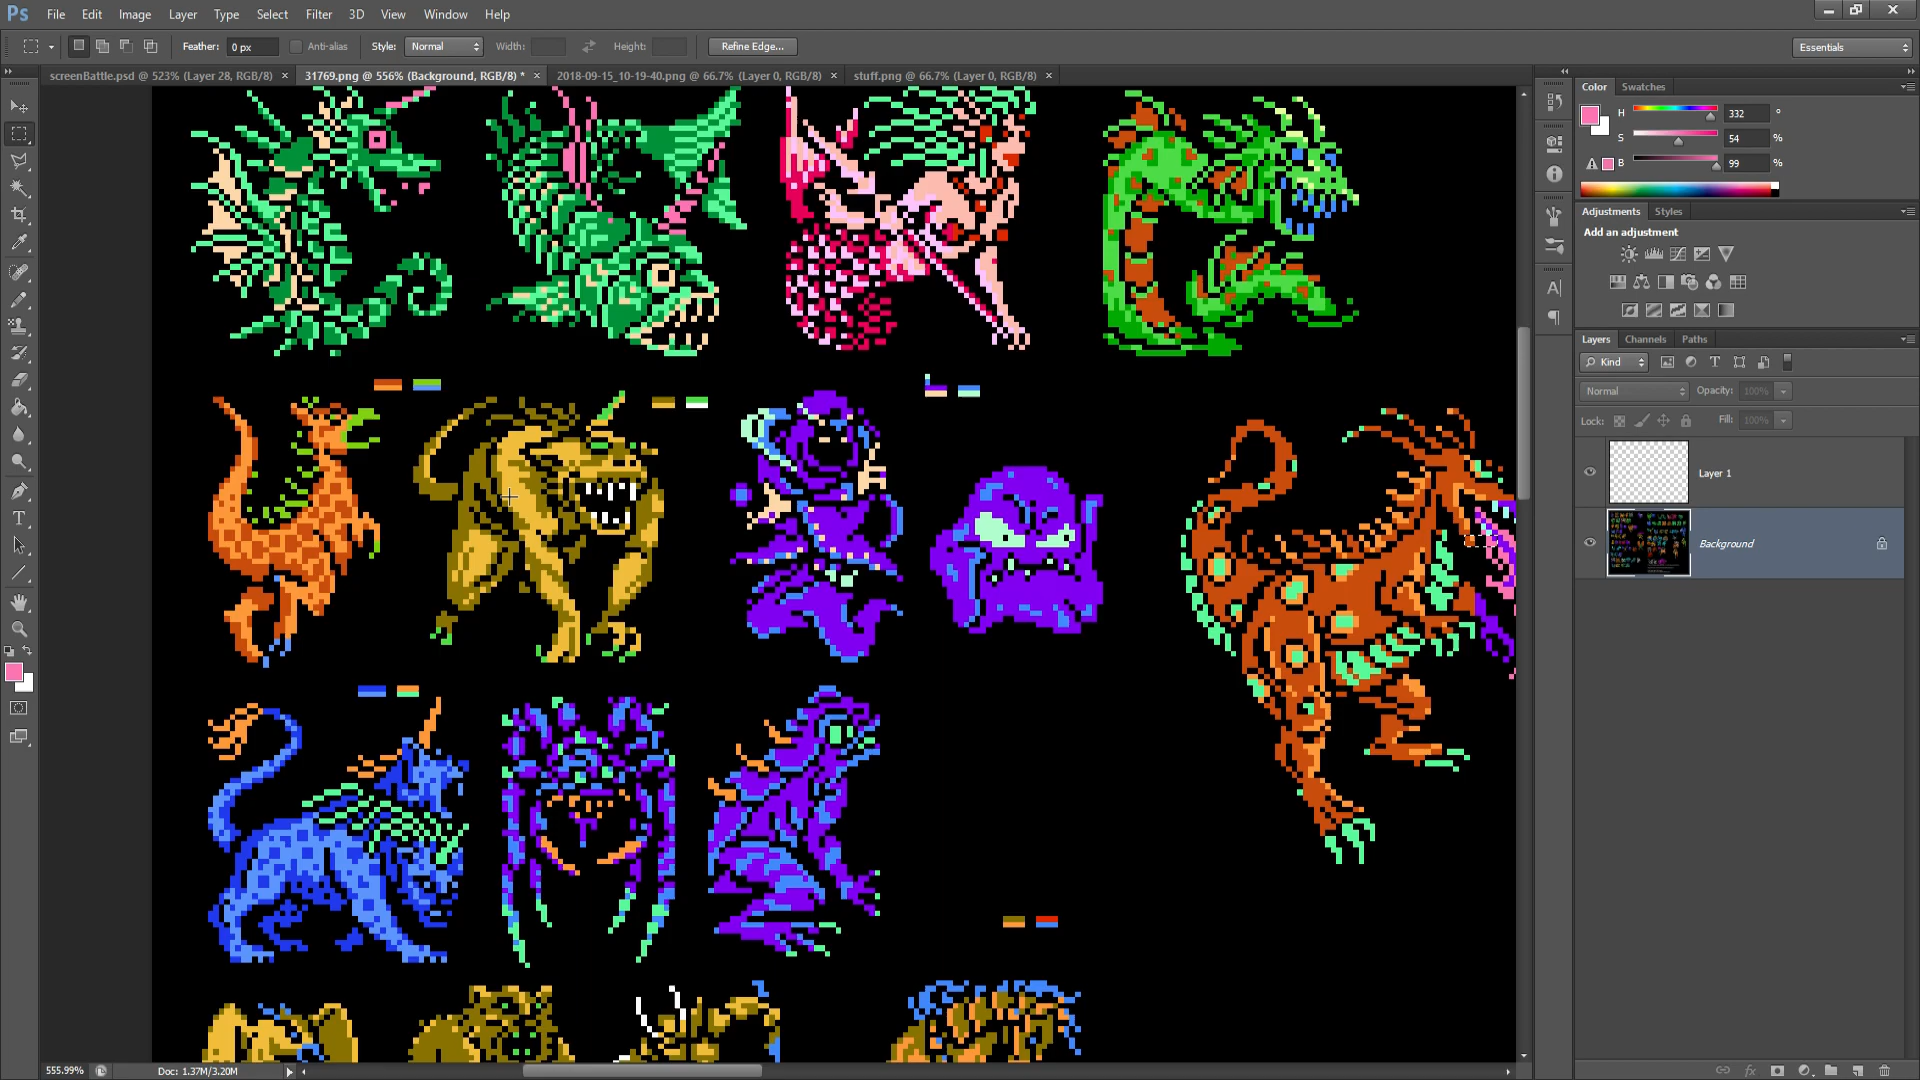 Ps File Edit Image Layer Type Select Filter 3D View Window Help
Feather: 0 px Anti-alias Style: Normal Width: Height: Refine Edge... Essentials
screenBattle.psd @ 523% (Layer 28, RGB/8) × 31769.png @ 556% (Background, RGB/8) * × 2018-09-15_10-19-40.png @ 66.7% (Layer 0, RGB/8) × stuff.png @ 66.7% (Layer 0, RGB/8) ×
Color Swatches
H 332 °
S 54 %
B 99 %
Adjustments Styles
Add an adjustment
Layers Channels Paths
Kind
Normal Opacity: 100%
Lock: Fill: 100%
Layer 1
Background
555.99% Doc: 1.37M/3.20M